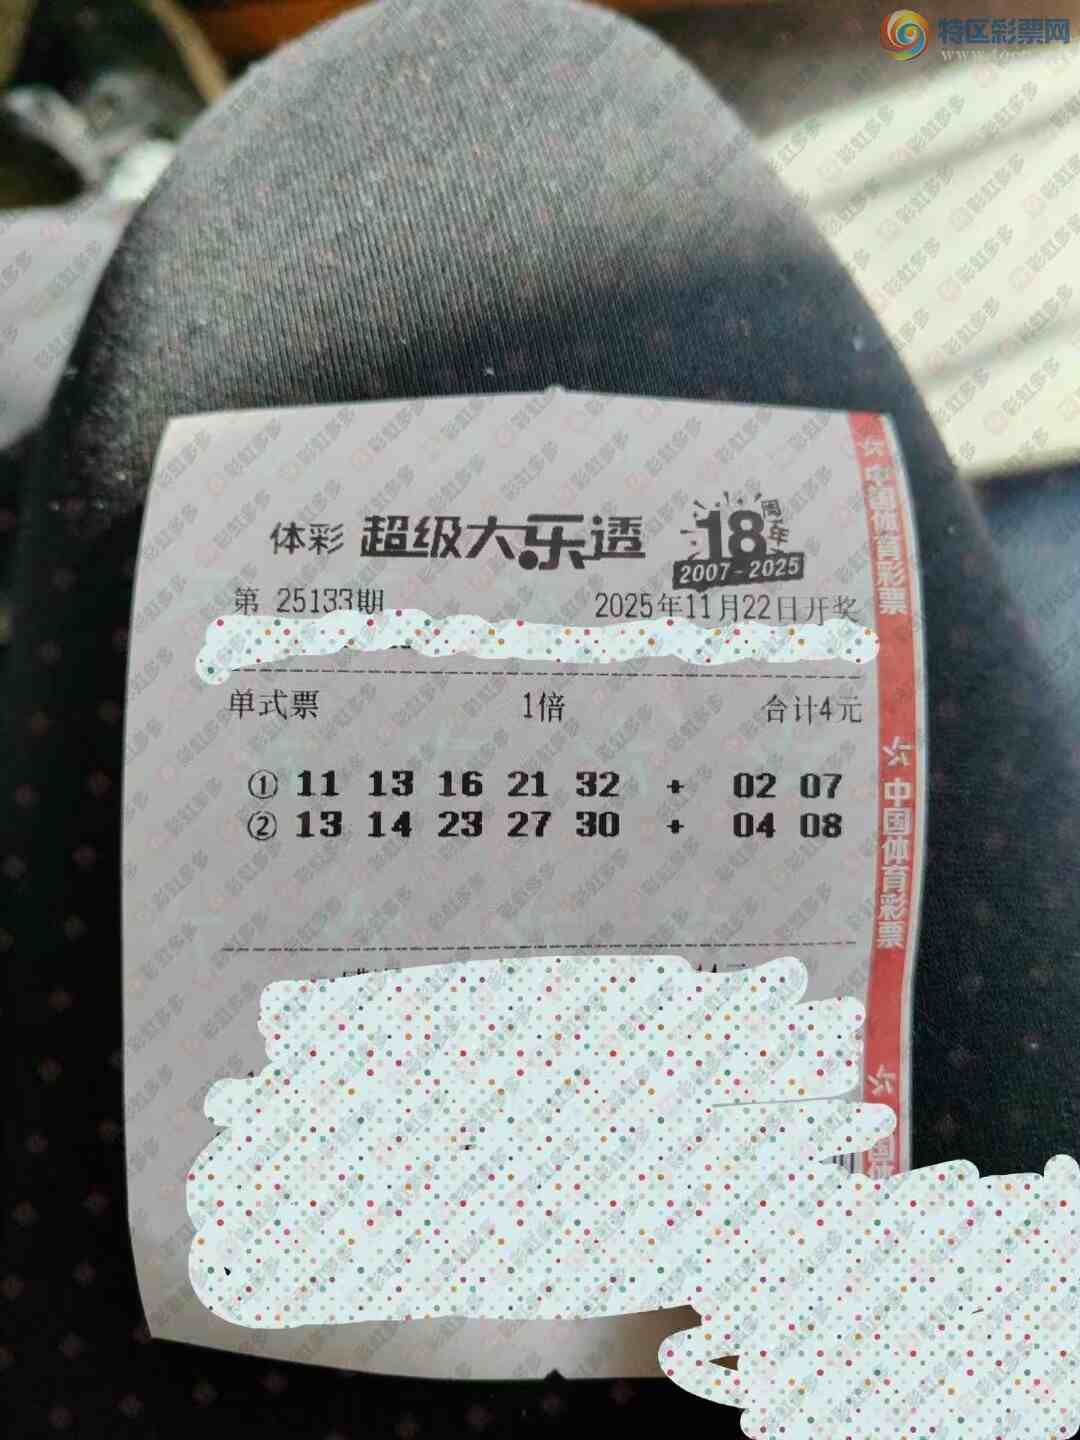 特区彩票网
体彩 超级大乐透 18周年
2007-2025
第 25133期 2025年11月22日开奖
单式票 1倍 合计4元
① 11 13 16 21 32 + 02 07
② 13 14 23 27 30 + 04 08
中国体育彩票
中国体育彩票
国体
彩虹多多